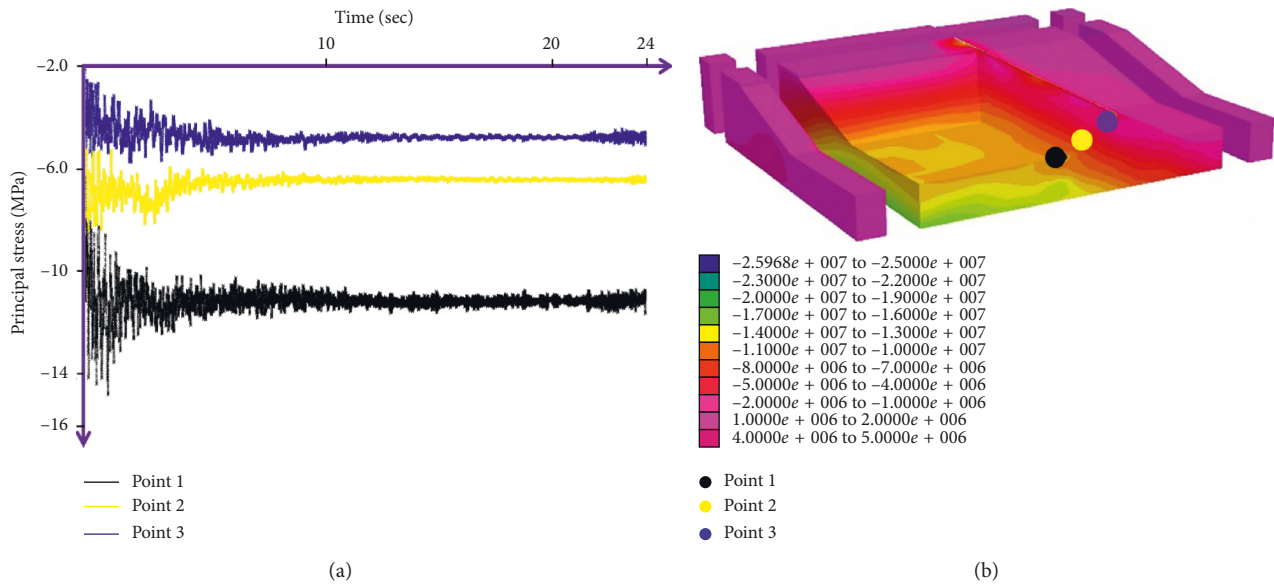 Time (sec)
10
20
24
−2.0
−6.0
−10
−14
−16
Principal stress (MPa)
Point 1
Point 2
Point 3
(a)
−2.5968e + 007 to −2.5000e + 007
−2.3000e + 007 to −2.2000e + 007
−2.0000e + 007 to −1.9000e + 007
−1.7000e + 007 to −1.6000e + 007
−1.4000e + 007 to −1.3000e + 007
−1.1000e + 007 to −1.0000e + 007
−8.0000e + 006 to −7.0000e + 006
−5.0000e + 006 to −4.0000e + 006
−2.0000e + 006 to −1.0000e + 006
1.0000e + 006 to 2.0000e + 006
4.0000e + 006 to 5.0000e + 006
Point 1
Point 2
Point 3
(b)